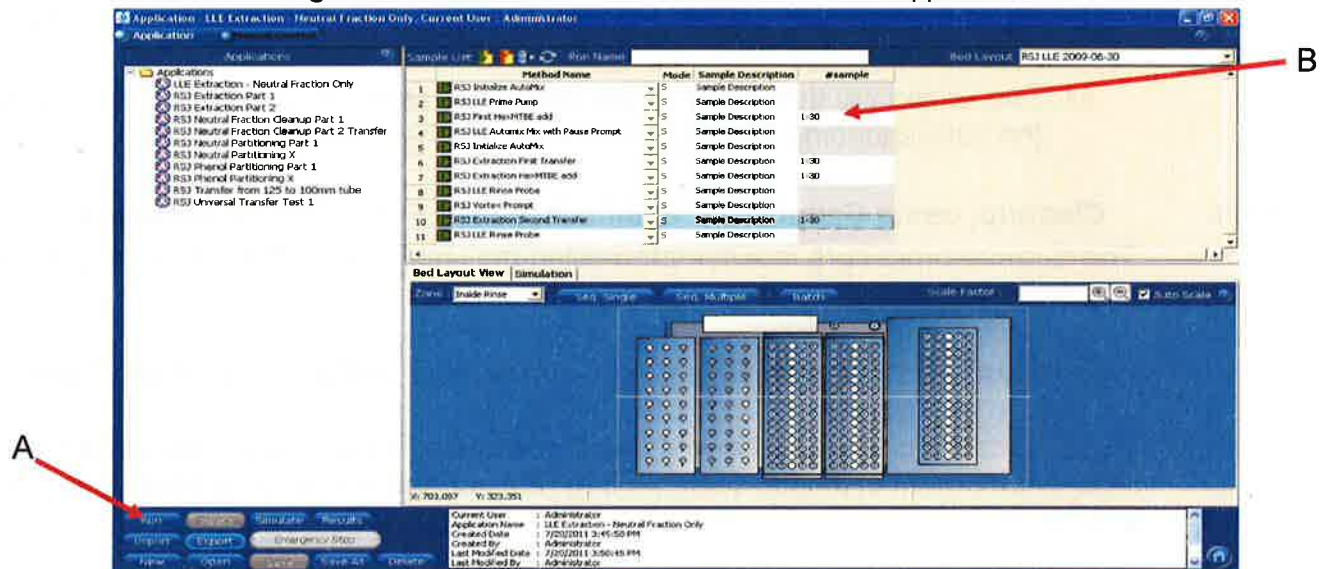 Application LLE Extraction - Neutral Fraction Only, Current User: Administrator
Application
Applications
Sample List Run Name Bed Layout RSJ LLE 2009-06-30
Applications
LLE Extraction - Neutral Fraction Only
RSJ Extraction Part 1
RSJ Extraction Part 2
RSJ Neutral Fraction Cleanup Part 1
RSJ Neutral Fraction Cleanup Part 2 Transfer
RSJ Neutral Partitioning Part 1
RSJ Neutral Partitioning X
RSJ Phenol Partitioning Part 1
RSJ Phenol Partitioning X
RSJ Transfer from 125 to 100mm tube
RSJ Universal Transfer Test 1
Method Name Mode Sample Description #sample
1 RSJ Initialize AutoMix S Sample Description
2 RSJ LLE Prime Pump S Sample Description
3 RSJ First HexMTBE add S Sample Description 1-30
4 RSJ LLE Automix Mix with Pause Prompt S Sample Description
5 RSJ Initialize AutoMix S Sample Description
6 RSJ Extraction First Transfer S Sample Description 1-30
7 RSJ Extraction HexMTBE add S Sample Description 1-30
8 RSJ LLE Rinse Probe S Sample Description
9 RSJ Vortex Prompt S Sample Description
10 RSJ Extraction Second Transfer S Sample Description 1-30
11 RSJ LLE Rinse Probe S Sample Description
B
Bed Layout View Simulation
Zone Inside Rinse Seq. Single Seq. Multiple Batch Scale Factor Auto Scale
A
X: 703.097 Y: 323.351
Run Simulate Results
Import Export Emergency Stop
New Open Save Save As Delete
Current User : Administrator
Application Name : LLE Extraction - Neutral Fraction Only
Created Date : 7/20/2011 3:45:50 PM
Created By : Administrator
Last Modified Date : 7/20/2011 3:50:45 PM
Last Modified By : Administrator